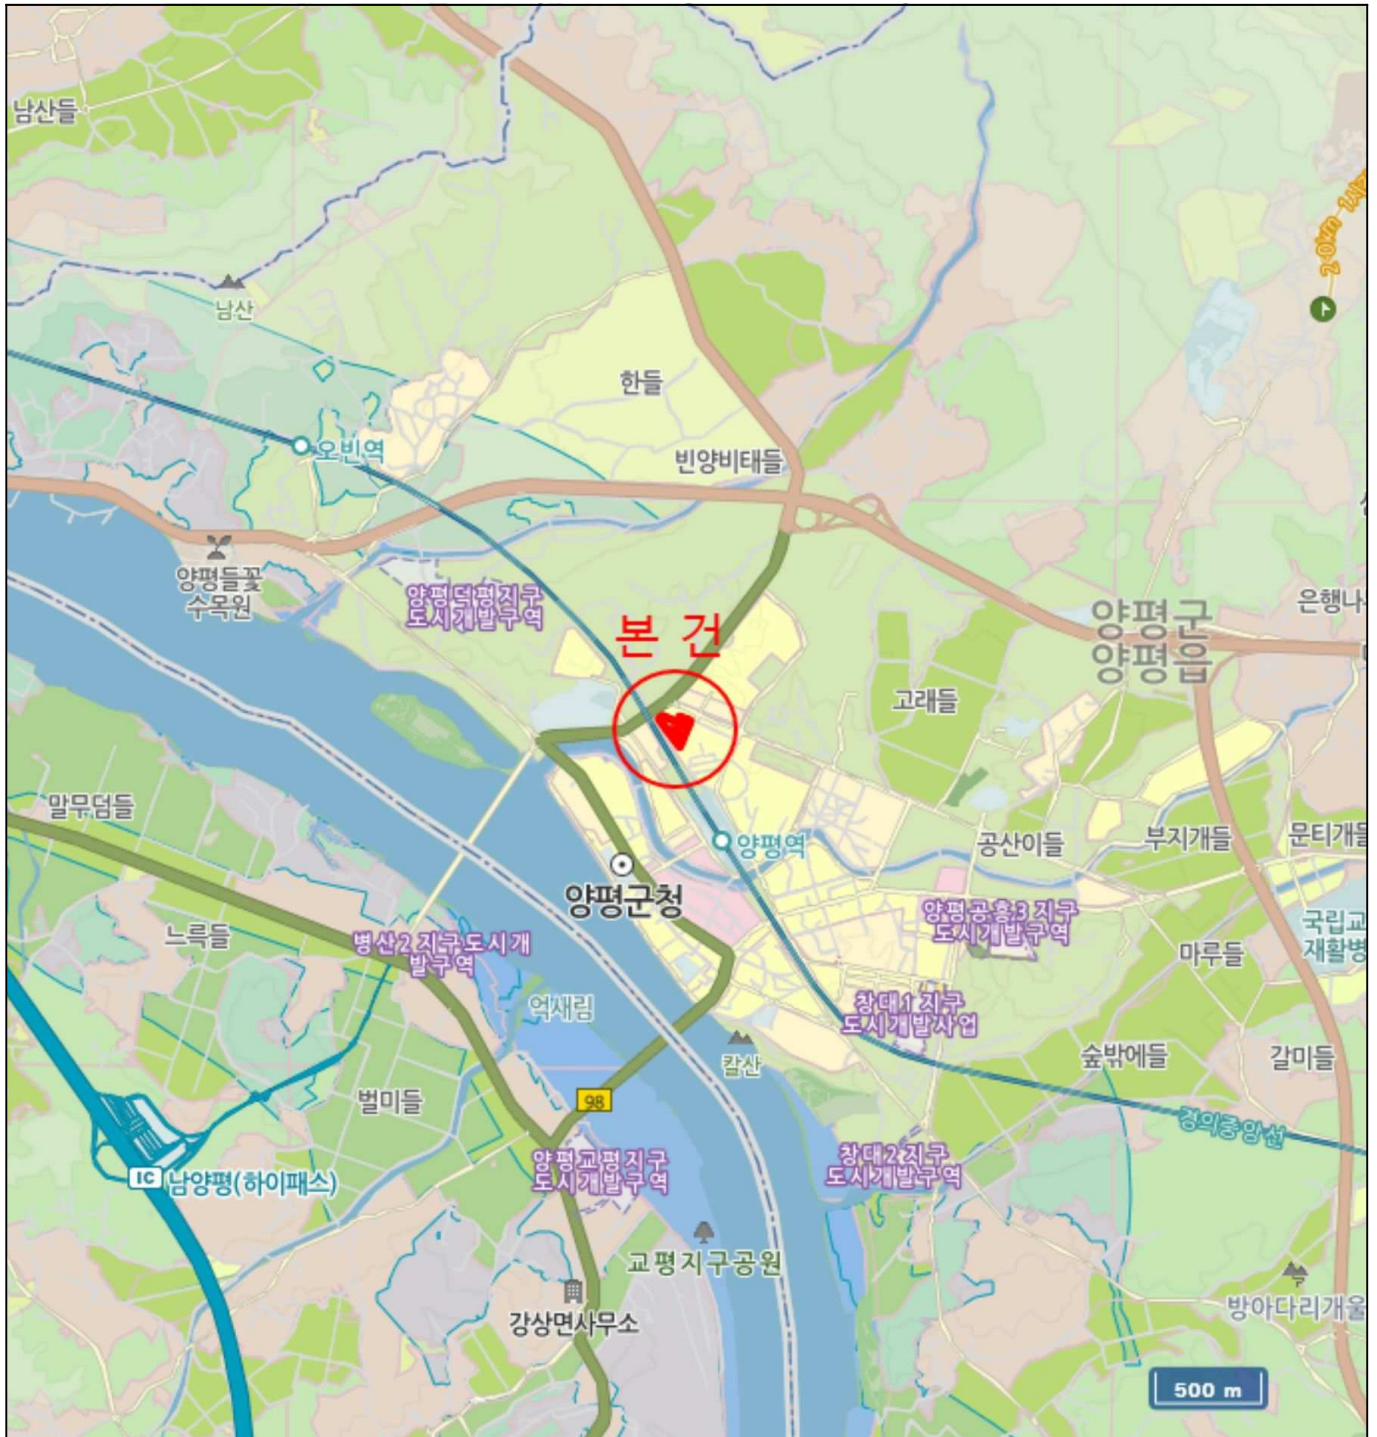 남산들
2.0km
남산
한들
오빈역
빈양비태들
양평들꽃
수목원
양평덕평지구
도시개발구역
본 건
양평군
양평읍
은행나
고래들
말무덤들
양평역
공산이들
부지개들
문티개들
양평군청
느륵들
병산2 지구도시개
발구역
양평공흥3 지구
도시개발구역
마루들
국립교
재활병
억새림
창대1 지구
도시개발사업
칼산
숲밖에들
갈미들
벌미들
98
경의중앙선
양평교평지구
도시개발구역
창대2 지구
도시개발구역
IC 남양평(하이패스)
교평지구공원
강상면사무소
방아다리개울
500 m